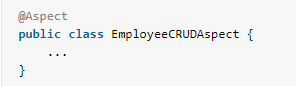 @Aspect
public class EmployeeCRUDAspect {
    ...
}